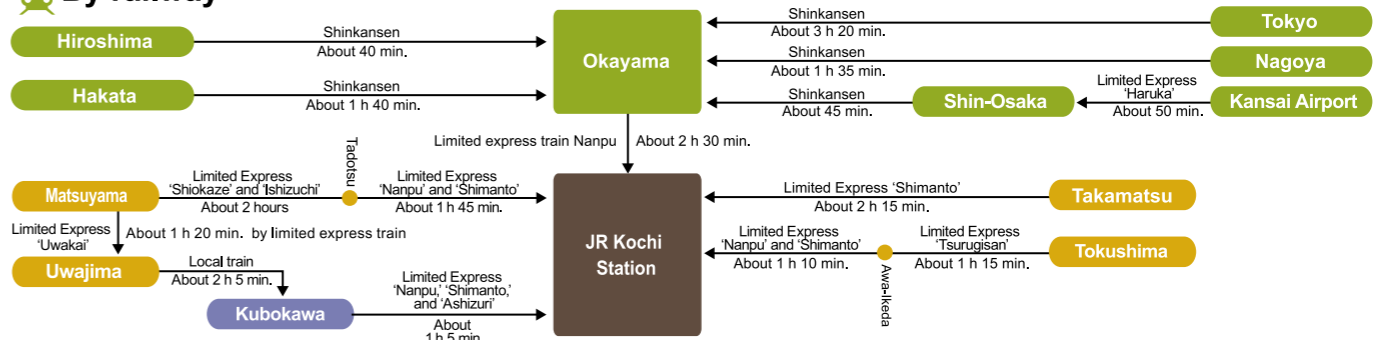 By railway
Hiroshima
Shinkansen
About 40 min.
Hakata
Shinkansen
About 1 h 40 min.
Okayama
Shinkansen
About 3 h 20 min.
Tokyo
Shinkansen
About 1 h 35 min.
Nagoya
Shinkansen
About 45 min.
Shin-Osaka
Limited Express
'Haruka'
About 50 min.
Kansai Airport
Limited express train Nanpu
About 2 h 30 min.
Matsuyama
Limited Express
'Shiokaze' and 'Ishizuchi'
About 2 hours
Tadotsu
Limited Express
'Nanpu' and 'Shimanto'
About 1 h 45 min.
JR Kochi
Station
Limited Express 'Shimanto'
About 2 h 15 min.
Takamatsu
Limited Express
'Uwakai'
About 1 h 20 min. by limited express train
Limited Express
'Nanpu' and 'Shimanto'
About 1 h 10 min.
Awa-Ikeda
Limited Express
'Tsurugisan'
About 1 h 15 min.
Tokushima
Uwajima
Local train
About 2 h 5 min.
Kubokawa
Limited Express
'Nanpu,' 'Shimanto,'
and 'Ashizuri'
About
1 h 5 min.